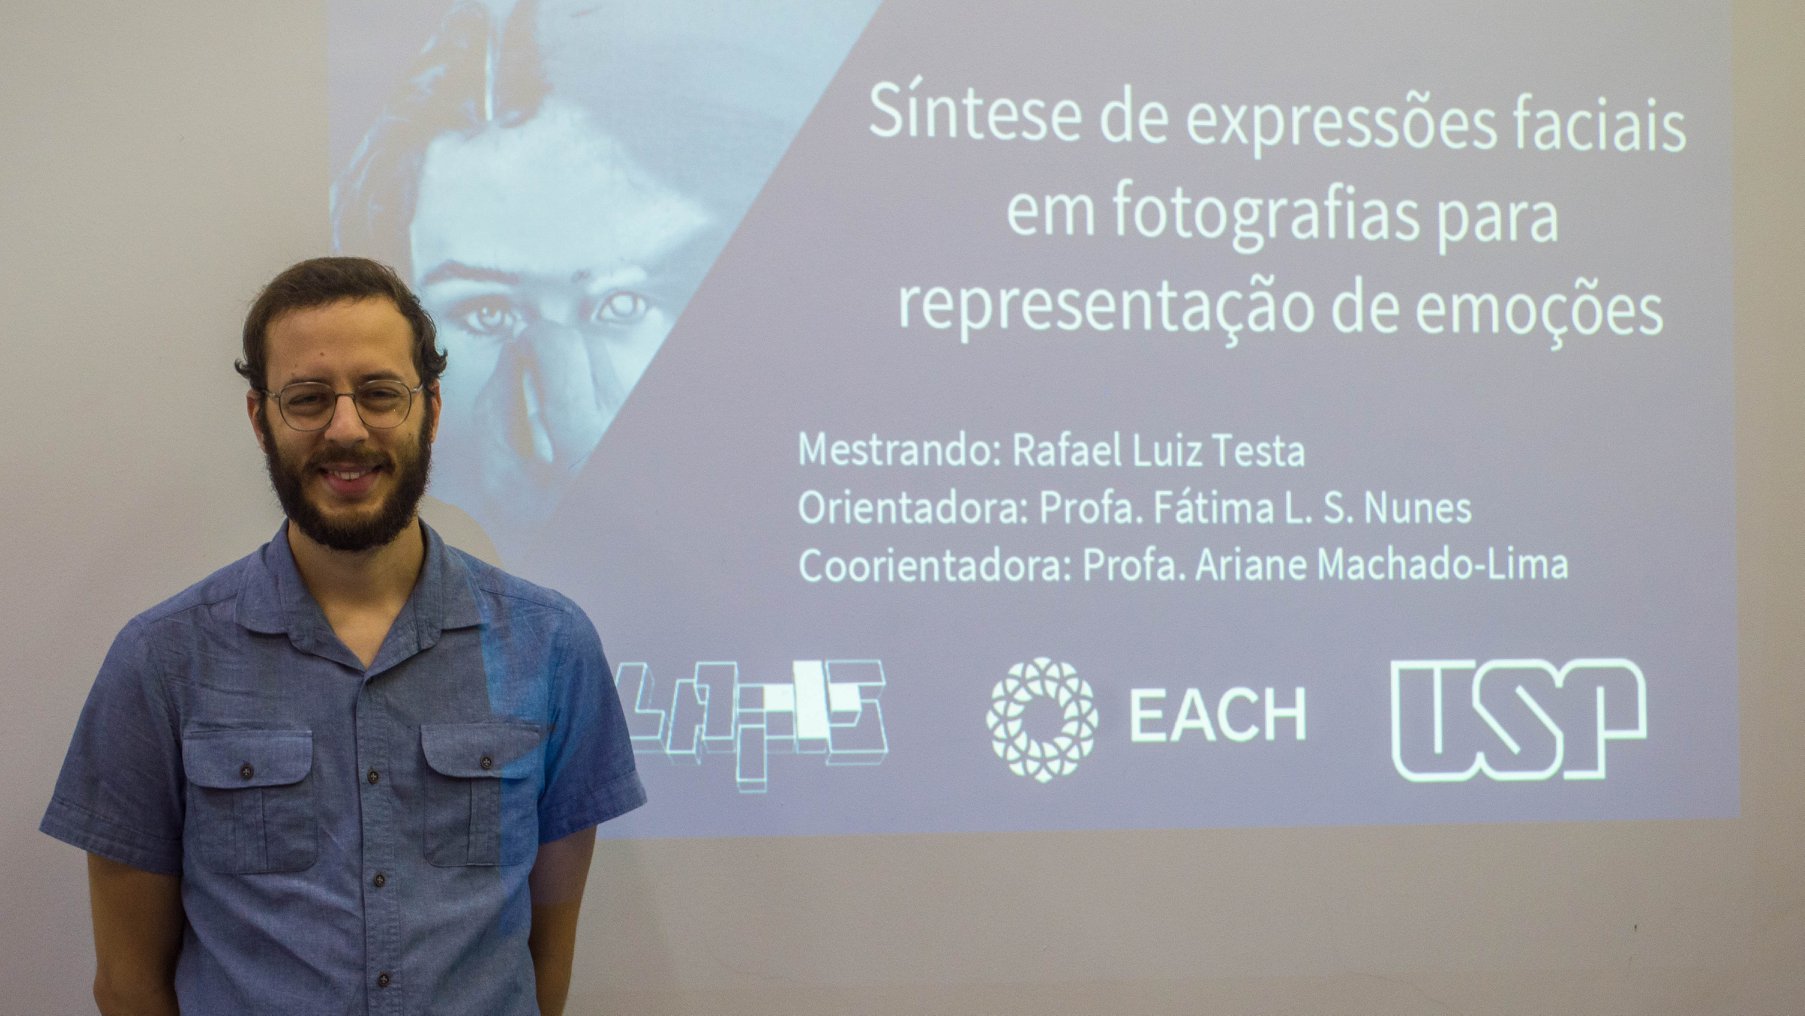 Síntese de expressões faciais
em fotografias para
representação de emoções
Mestrando: Rafael Luiz Testa
Orientadora: Profa. Fátima L. S. Nunes
Coorientadora: Profa. Ariane Machado-Lima
LAPIS
EACH
USP